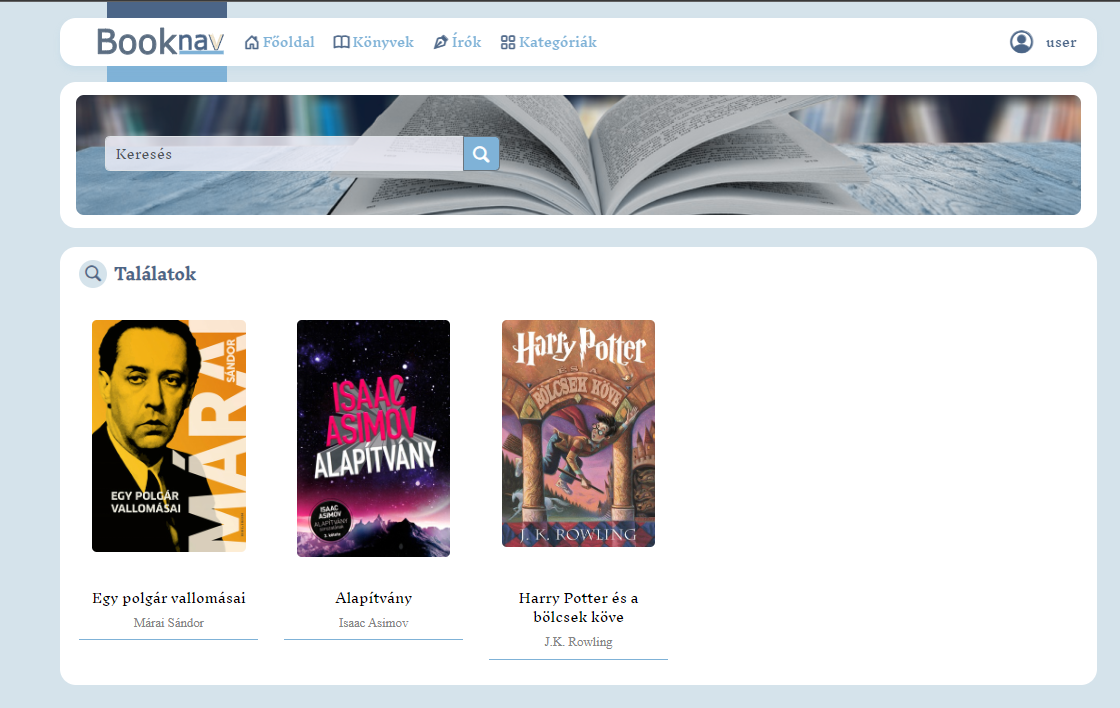 Booknav
Főoldal
Könyvek
Írók
Kategóriák
user
Keresés
Találatok
MÁRAI
SÁNDOR
EGY POLGÁR
VALLOMÁSAI
ISAAC
ASIMOV
ALAPÍTVÁNY
ISAAC
ASIMOV
ALAPÍTVÁNY
Harry Potter
ÉS A
BÖLCSEK KÖVE
J. K. ROWLING
Egy polgár vallomásai
Márai Sándor
Alapítvány
Isaac Asimov
Harry Potter és a
bölcsek köve
J.K. Rowling